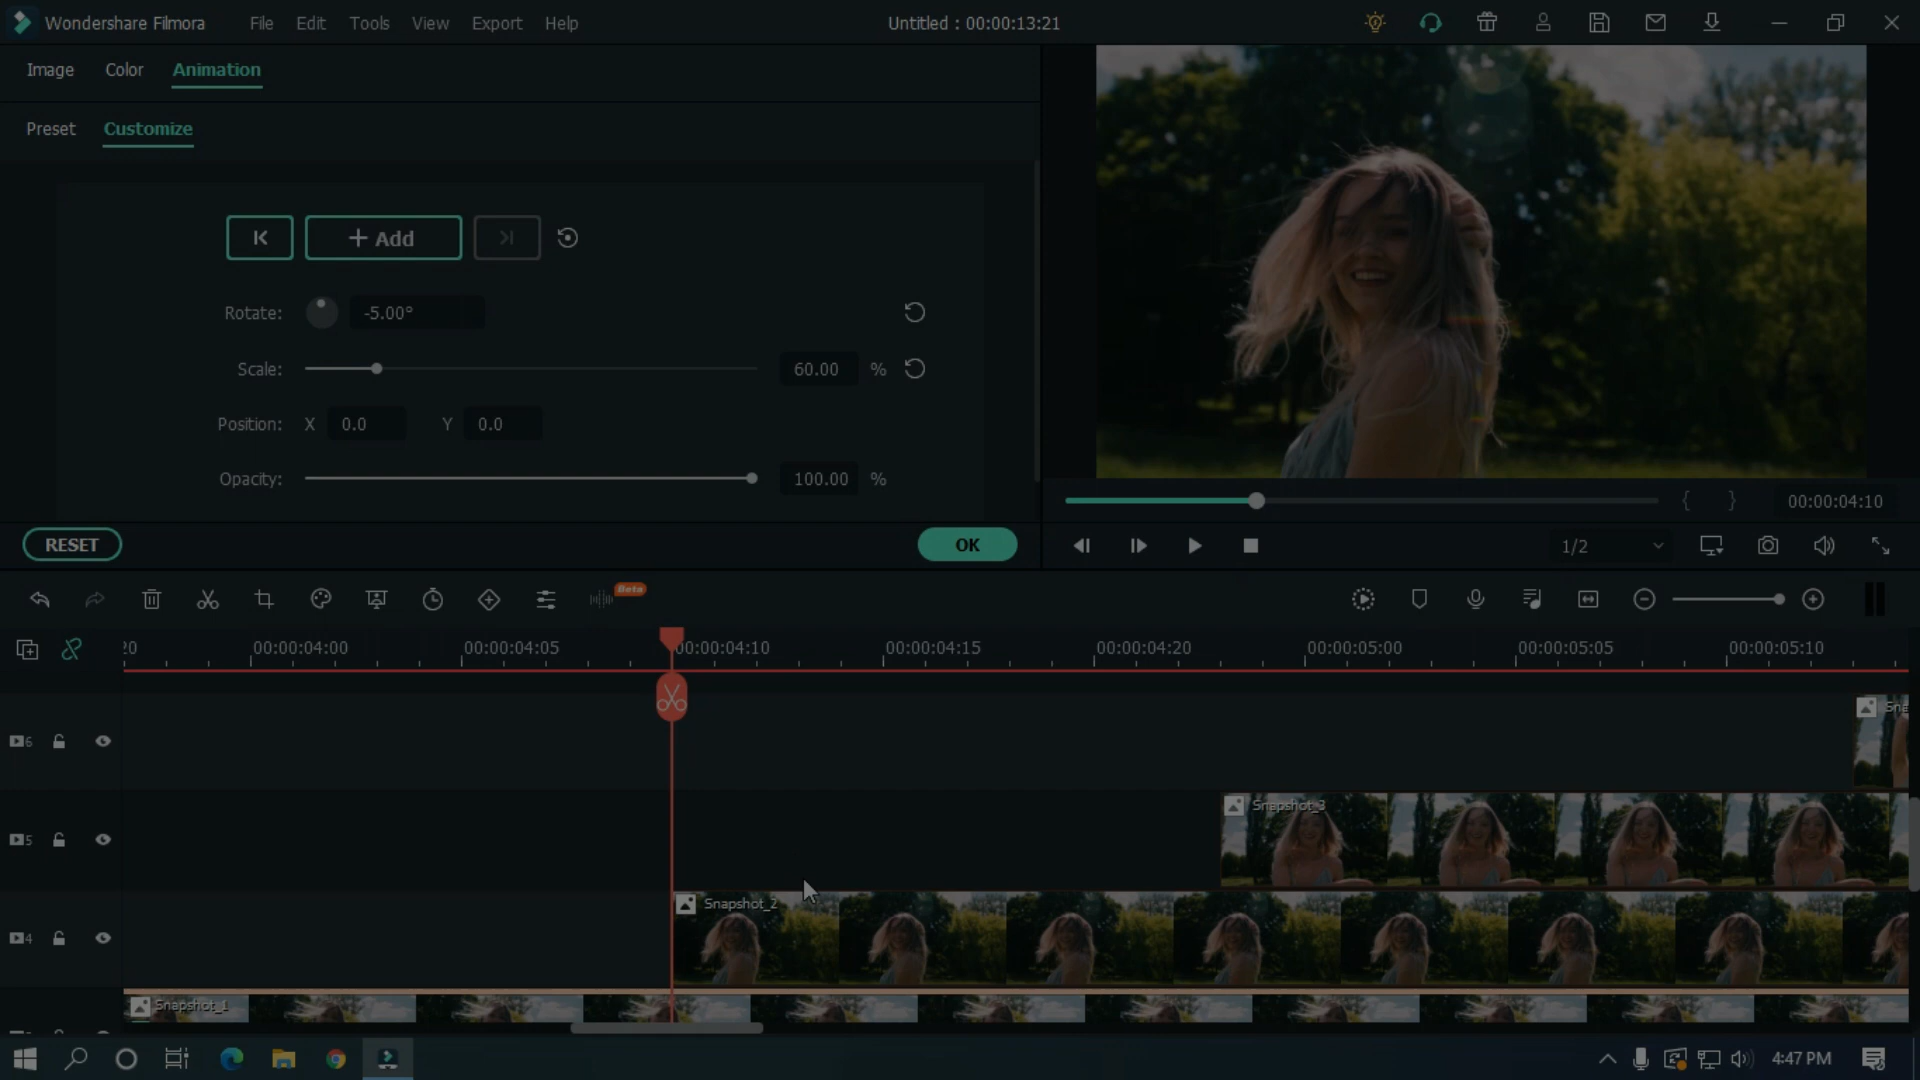 Wondershare Filmora File Edit Tools View Export Help Untitled : 00:00:13:21
Image Color Animation
Preset Customize
+ Add
Rotate: -5.00°
Scale: 60.00 %
Position: X 0.0 Y 0.0
Opacity: 100.00 %
{ } 00:00:04:10
RESET OK
1/2
Beta
20 00:00:04:00 00:00:04:05 00:00:04:10 00:00:04:15 00:00:04:20 00:00:05:00 00:00:05:05 00:00:05:10
6
5 Snapshot_3
4 Snapshot_2
Snapshot_1
4:47 PM